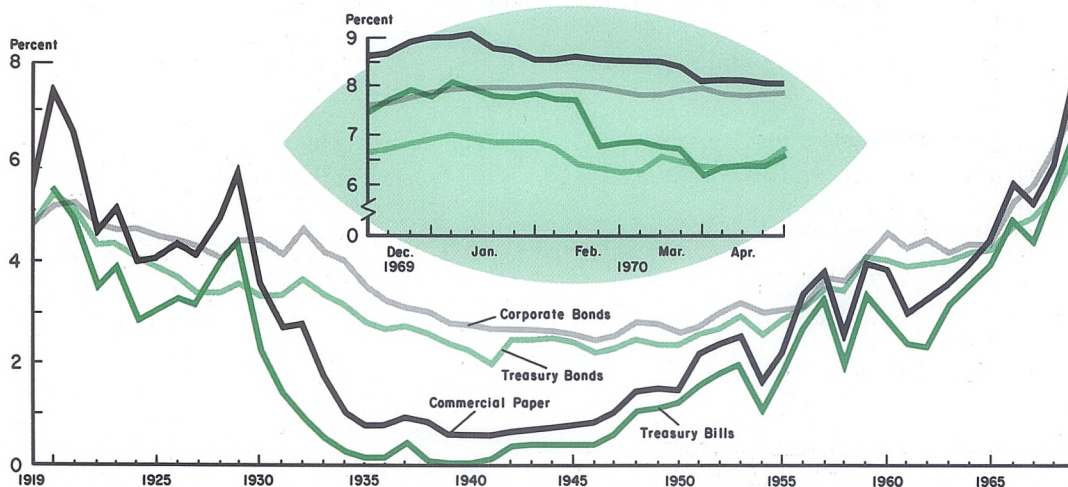 Percent
8
6
4
2
0
1919
1925
1930
1935
1940
1945
1950
1955
1960
1965
Corporate Bonds
Treasury Bonds
Commercial Paper
Treasury Bills
Percent
9
8
7
6
0
Dec.
1969
Jan.
Feb.
Mar.
Apr.
1970